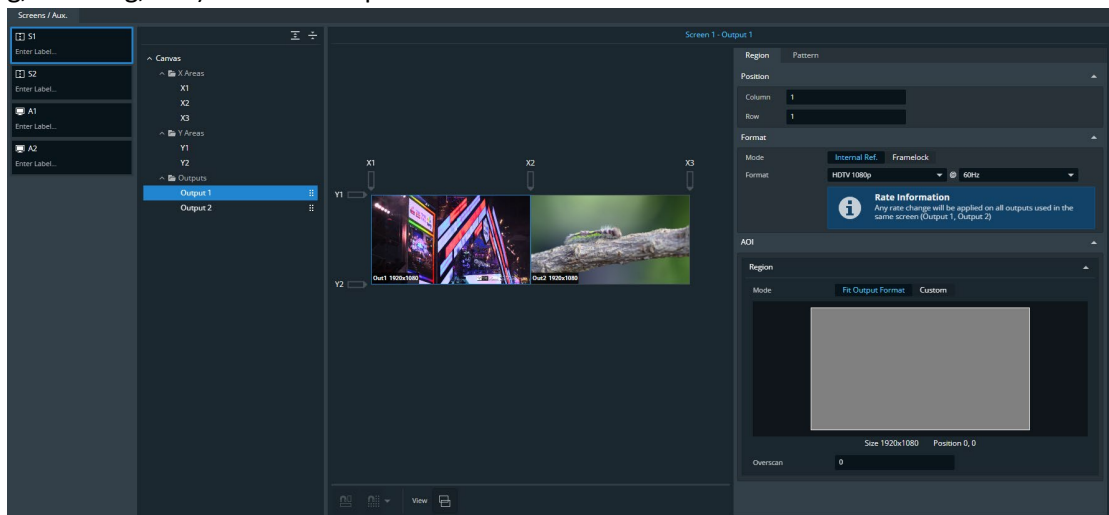 Screens / Aux.
S1
Enter Label...
S2
Enter Label...
A1
Enter Label...
A2
Enter Label...
Canvas
X Areas
X1
X2
X3
Y Areas
Y1
Y2
Outputs
Output 1
Output 2
Screen 1 - Output 1
X1
X2
X3
Y1
Out1 1920x1080
Out2 1920x1080
Y2
View
Region Pattern
Position
Column 1
Row 1
Format
Mode Internal Ref. Framelock
Format HDTV 1080p @ 60Hz
Rate Information
Any rate change will be applied on all outputs used in the
same screen (Output 1, Output 2)
AOI
Region
Mode Fit Output Format Custom
Size 1920x1080 Position 0, 0
Overscan 0